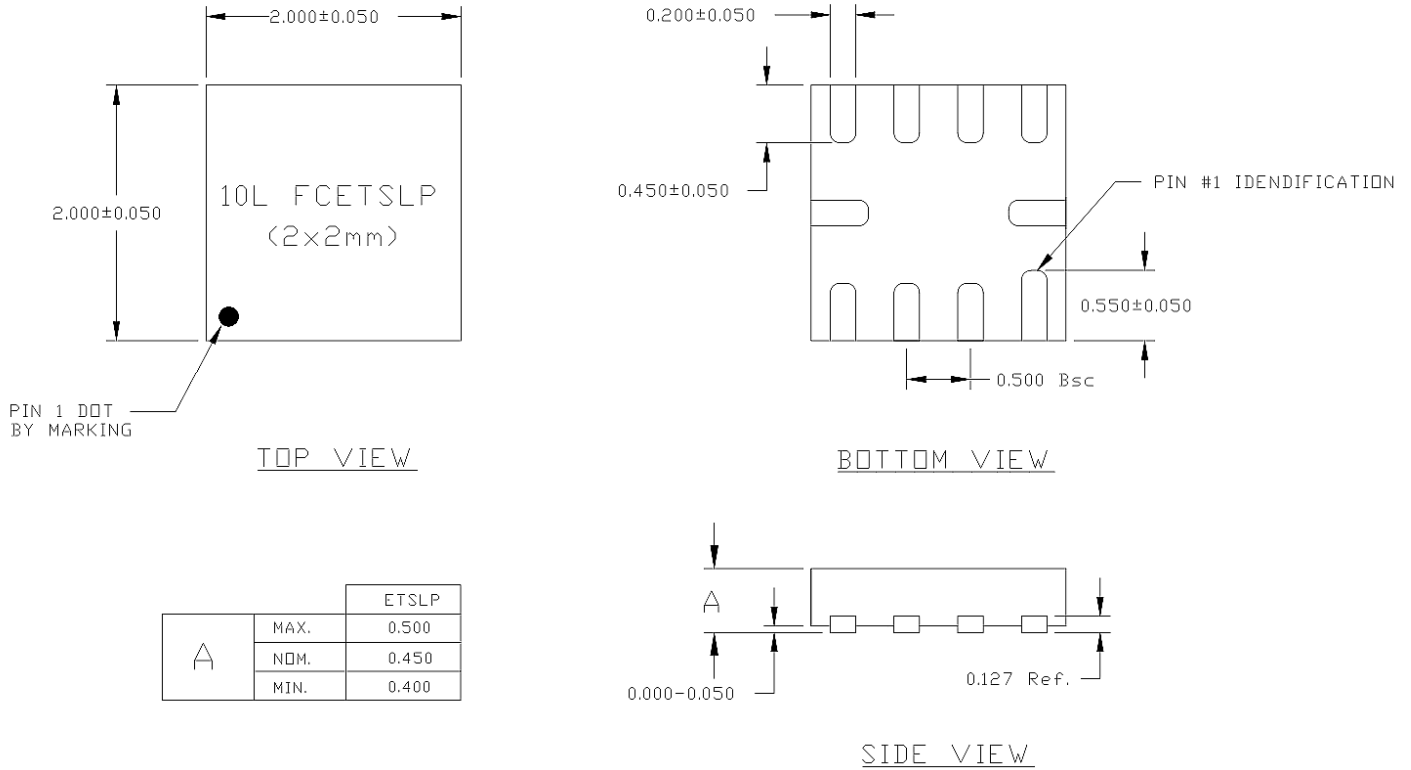 2.000±0.050
2.000±0.050
10L FCETSLP
(2x2mm)
PIN 1 DOT
BY MARKING
TOP VIEW
0.200±0.050
0.450±0.050
PIN #1 IDENDIFICATION
0.550±0.050
0.500 Bsc
BOTTOM VIEW
ETSLP
A
MAX. 0.500
NOM. 0.450
MIN. 0.400
A
0.000-0.050
0.127 Ref.
SIDE VIEW